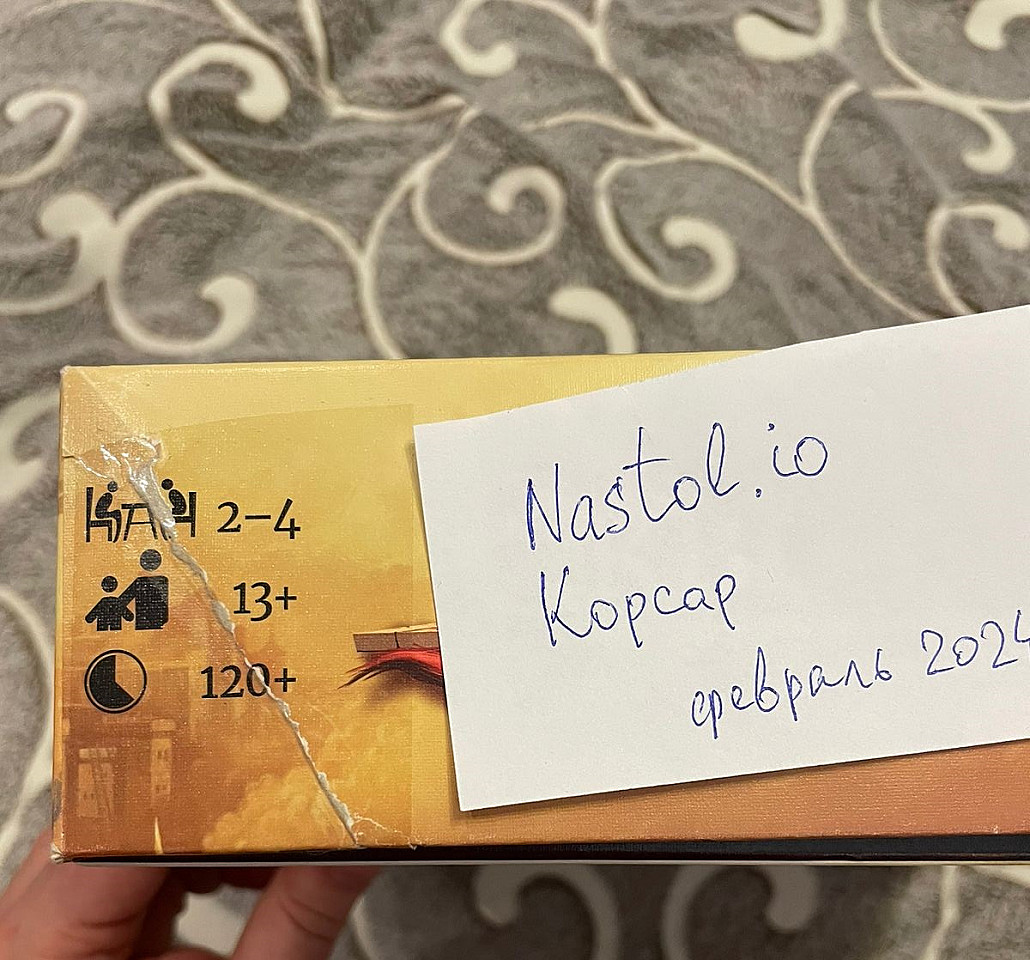 2–4
13+
120+
Nastol.io
Корсар
февраль 2024